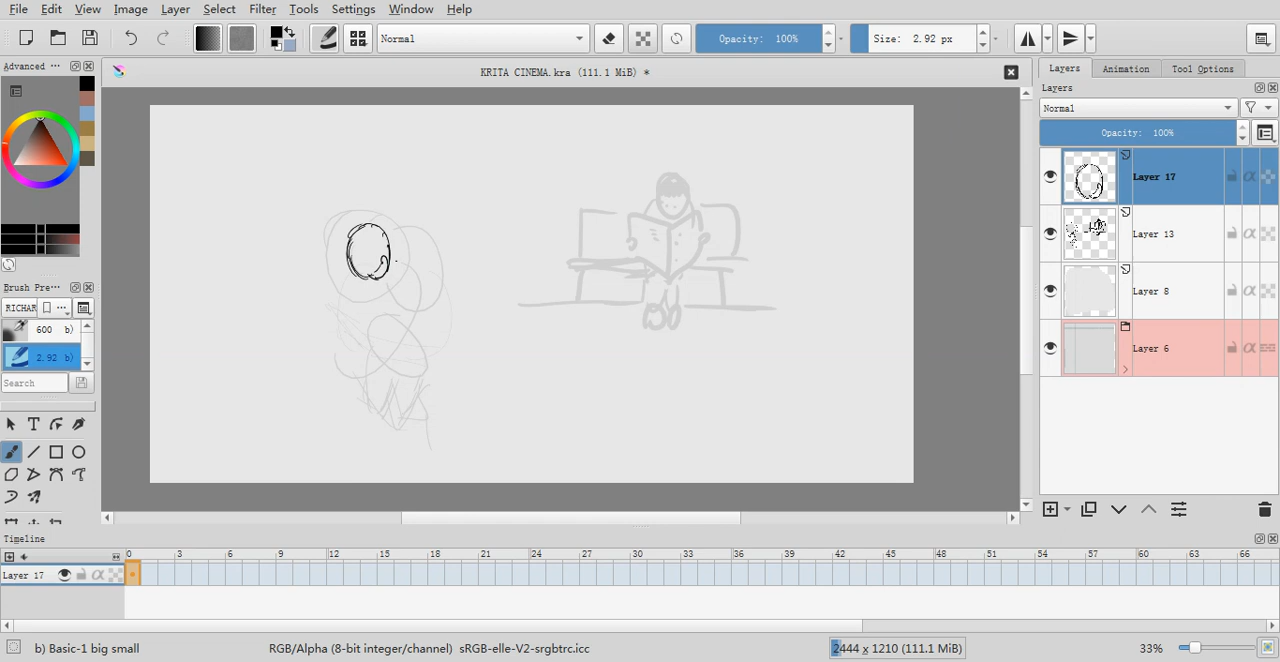 File Edit View Image Layer Select Filter Tools Settings Window Help
Normal Opacity: 100% Size: 2.92 px
Advanced ···
KRITA CINEMA.kra (111.1 MiB) *
Layers Animation Tool Options
Layers
Normal
Opacity: 100%
Layer 17
Layer 13
Layer 8
Layer 6
Brush Pre···
RICHAR ···
600 b)
2.92 b)
Search
Timeline
0 3 6 9 12 15 18 21 24 27 30 33 36 39 42 45 48 51 54 57 60 63 66
Layer 17
b) Basic-1 big small RGB/Alpha (8-bit integer/channel) sRGB-elle-V2-srgbtrc.icc 2444 x 1210 (111.1 MiB) 33%